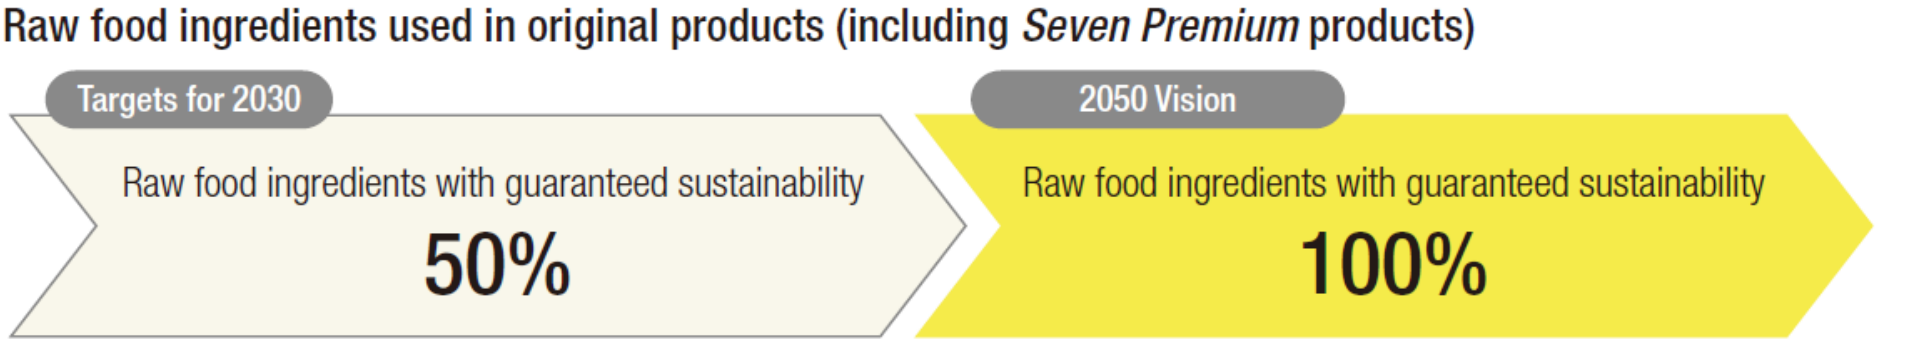 Raw food ingredients used in original products (including Seven Premium products)
Targets for 2030
Raw food ingredients with guaranteed sustainability
50%
2050 Vision
Raw food ingredients with guaranteed sustainability
100%